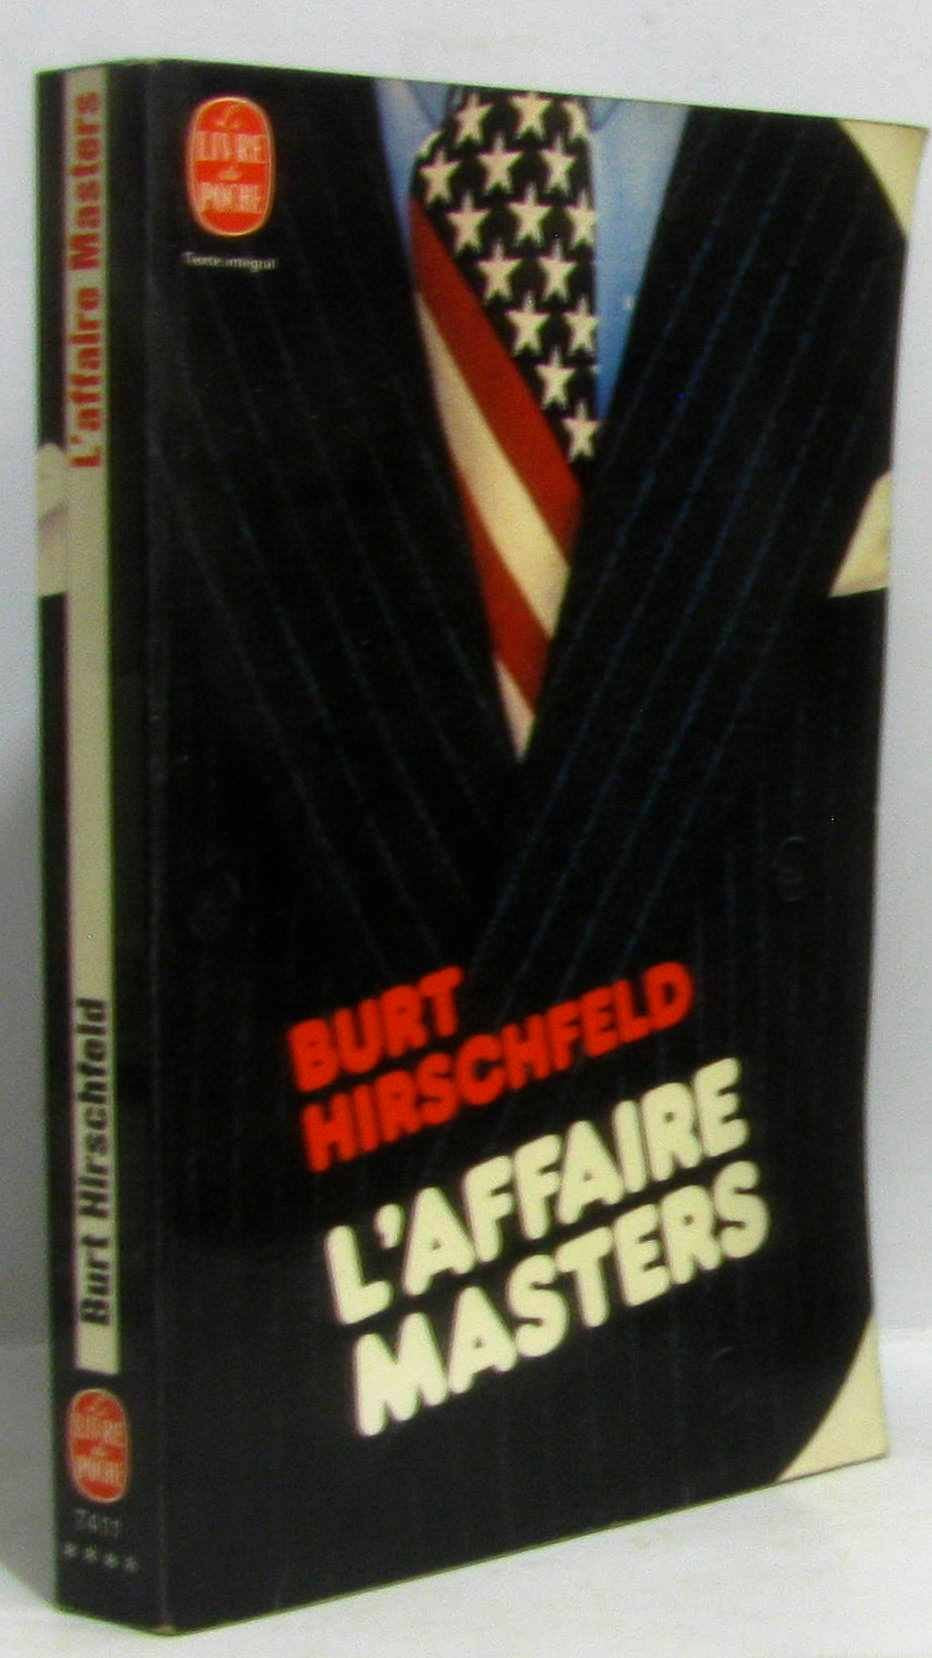 L'affaire Masters
Burt Hirschfeld
Le
LIVRE
de
POCHE
7411
****
Le
LIVRE
de
POCHE
Texte intégral
BURT
HIRSCHFELD
L'AFFAIRE
MASTERS